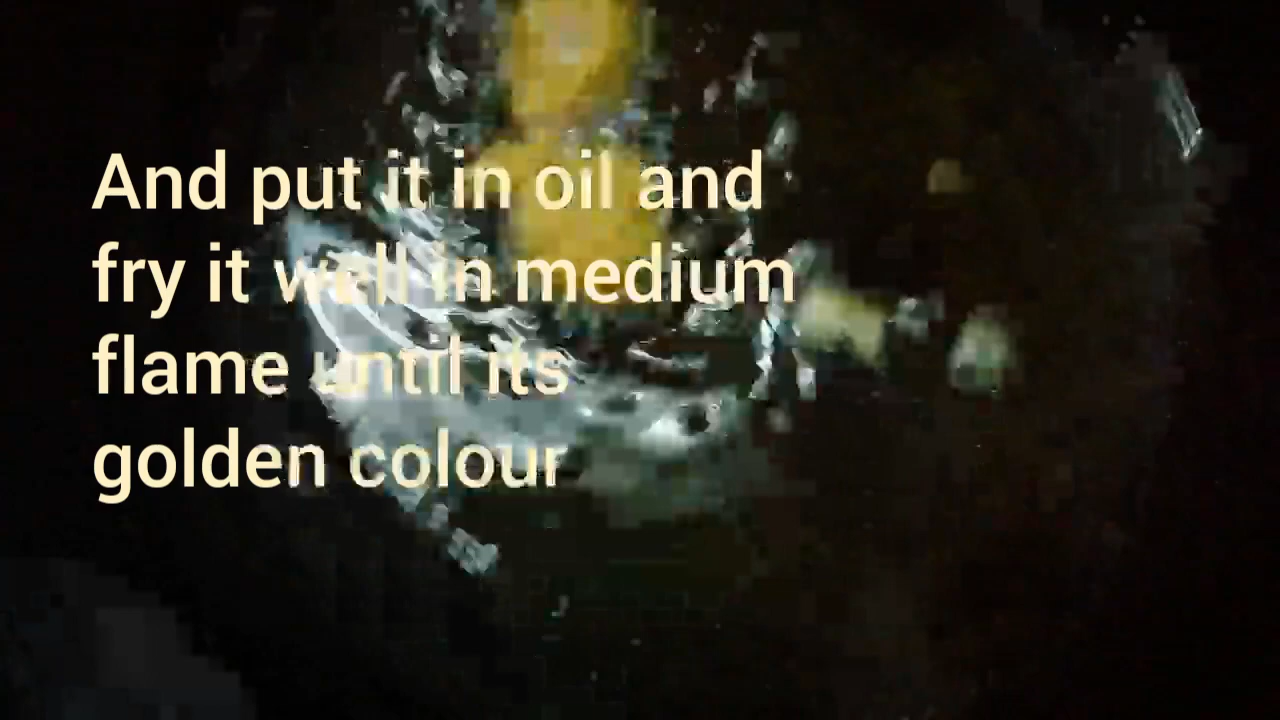 And put it in oil and
fry it well in medium
flame until its
golden colour